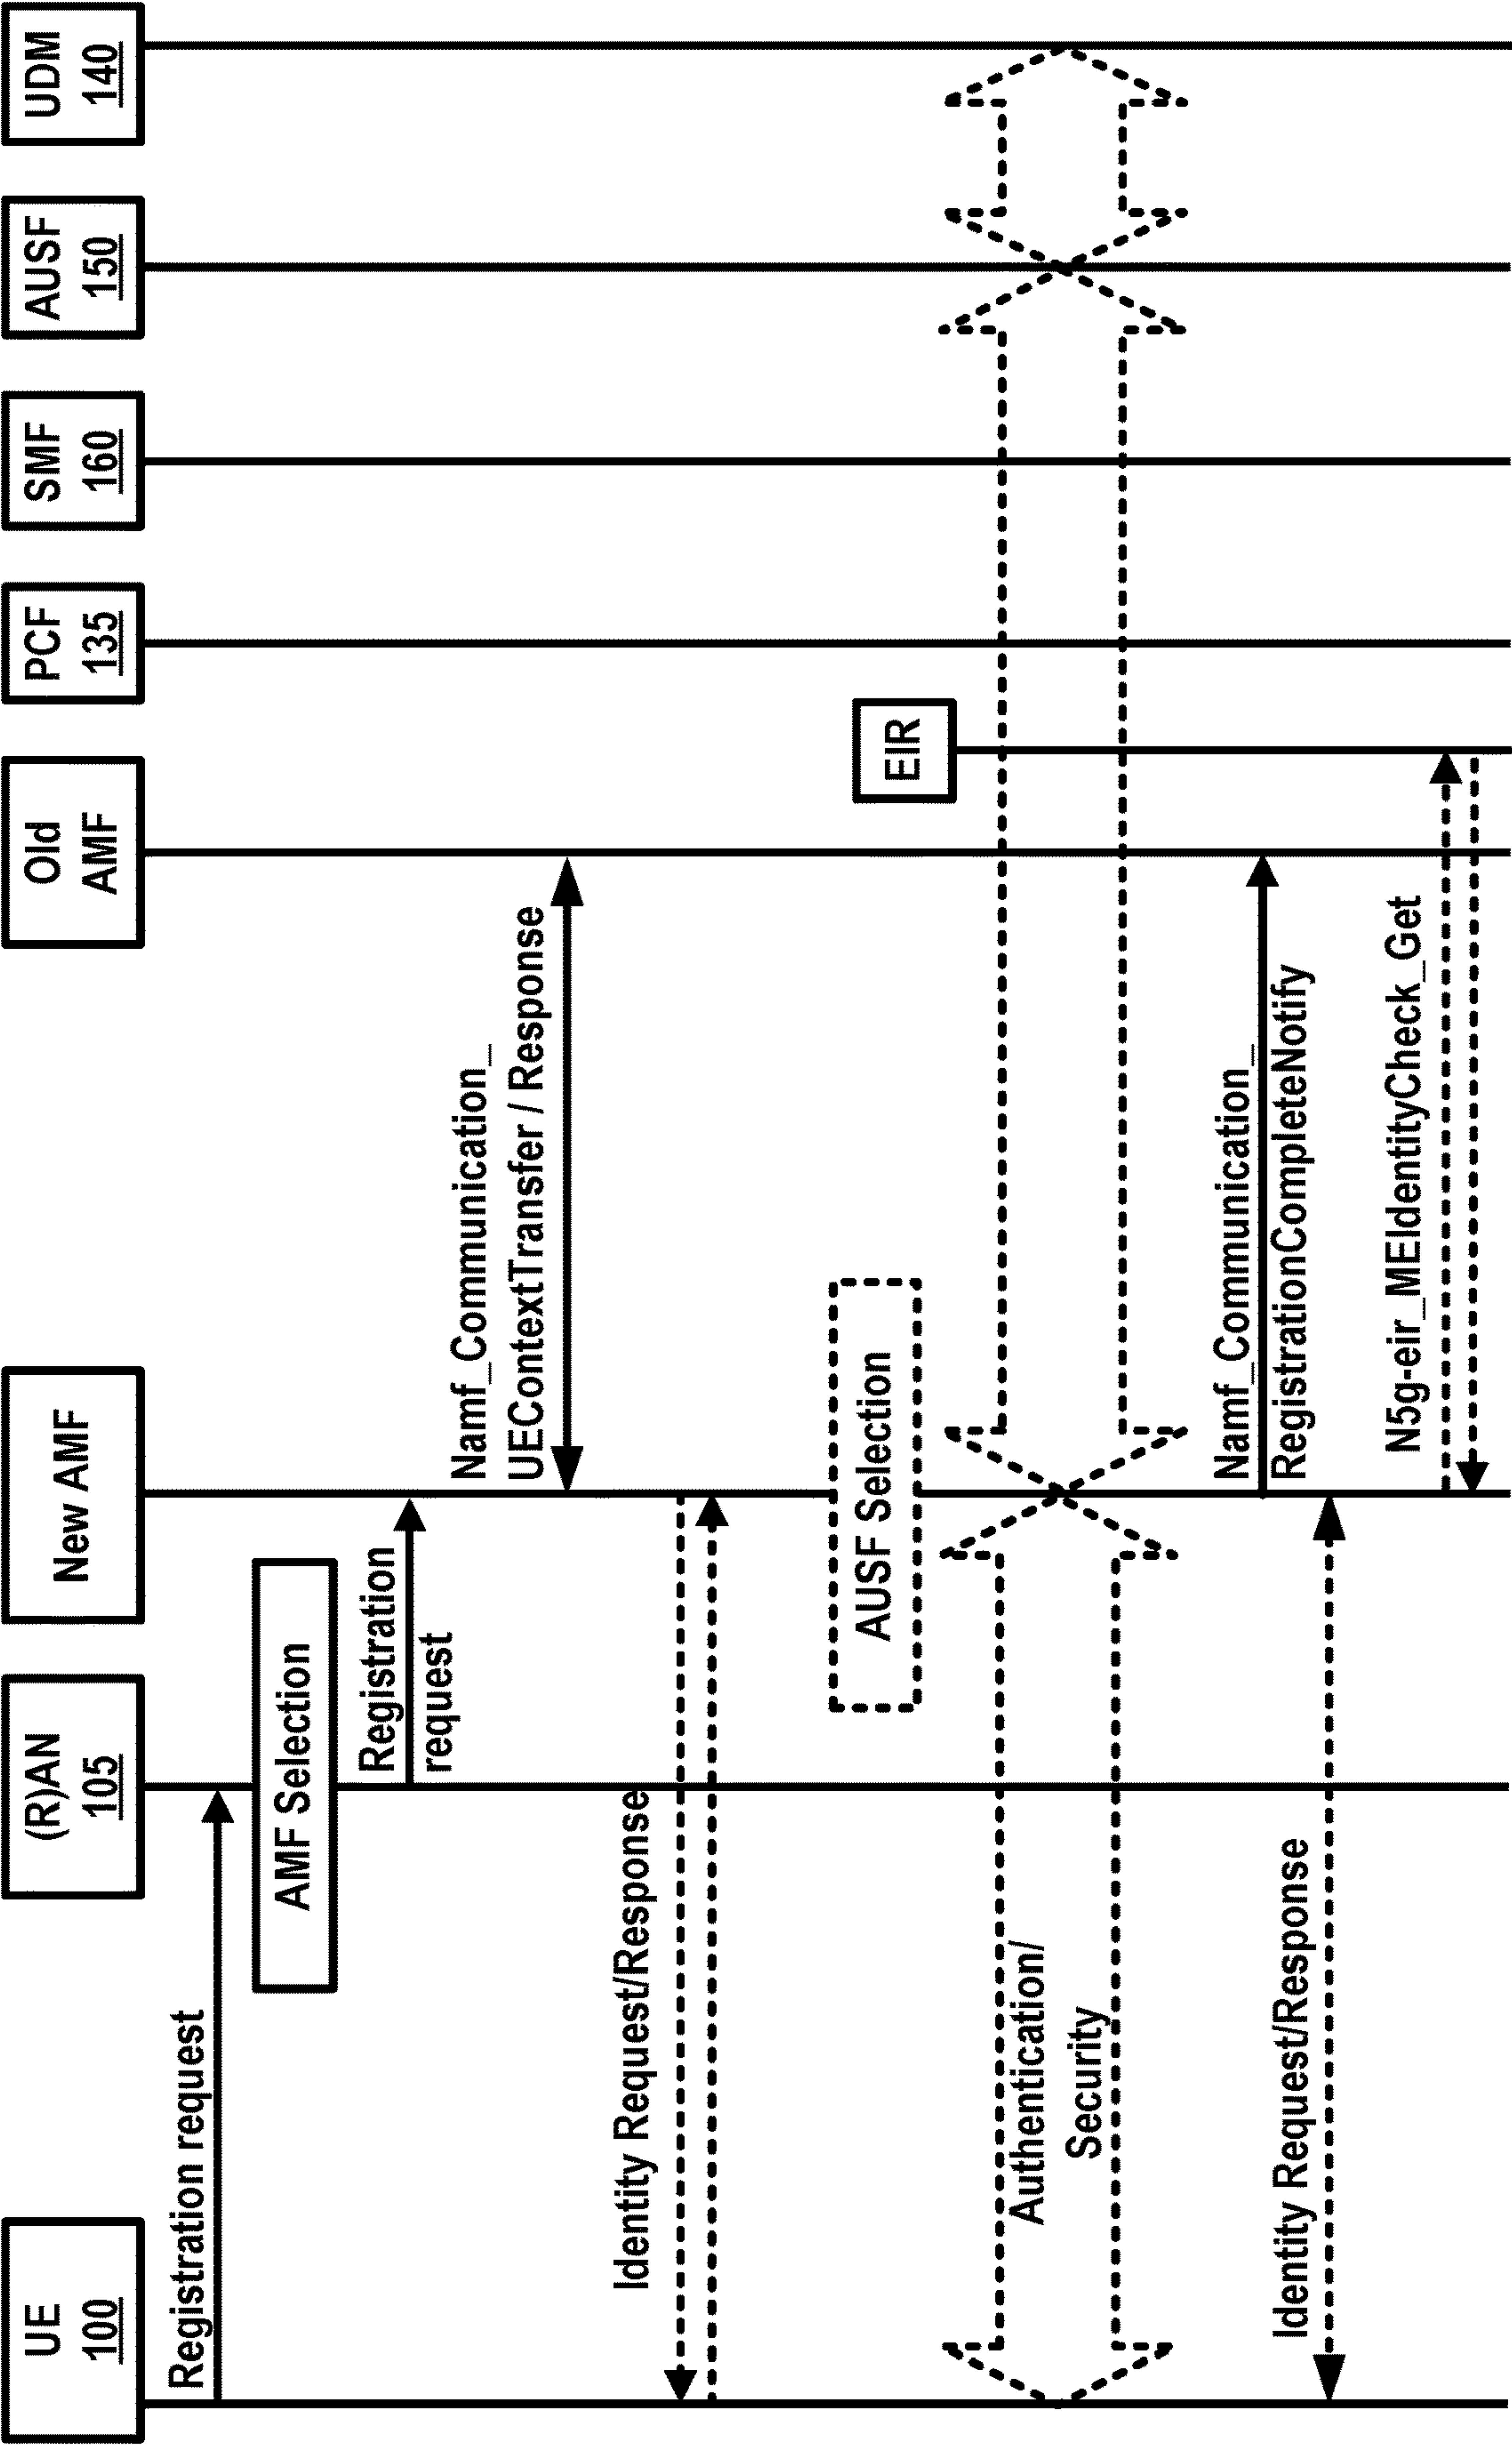 UE
100
(R)AN
105
New AMF
Old
AMF
PCF
135
SMF
160
AUSF
150
UDM
140
Registration request
AMF Selection
Registration
request
Namf_Communication_
UEContextTransfer / Response
Identity Request/Response
AUSF Selection
EIR
Authentication/
Security
Namf_Communication_
RegistrationCompleteNotify
Identity Request/Response
N5g-eir_MEIdentityCheck_Get